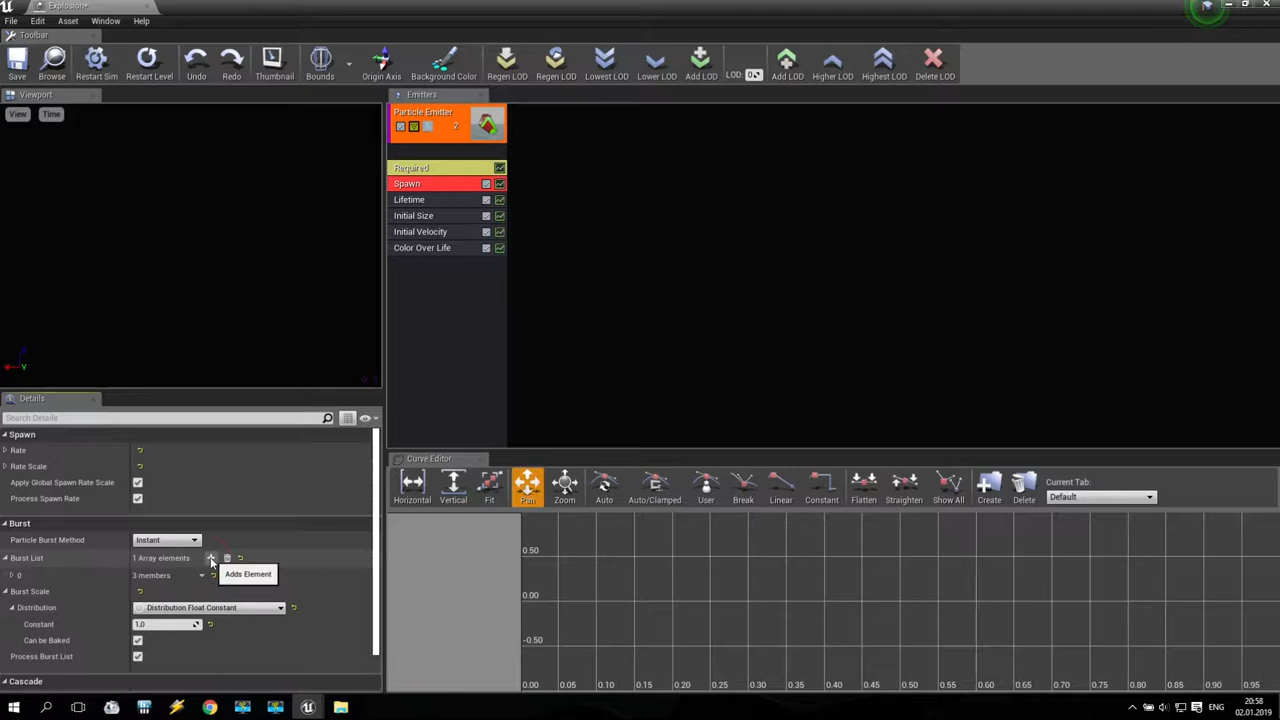 Explosion*
File Edit Asset Window Help
Toolbar
Save Browse Restart Sim Restart Level Undo Redo Thumbnail Bounds Origin Axis Background Color Regen LOD Regen LOD Lowest LOD Lower LOD Add LOD LOD: 0 Add LOD Higher LOD Highest LOD Delete LOD
Viewport
Emitters
View Time
Particle Emitter
2
Required
Spawn
Lifetime
Initial Size
Initial Velocity
Color Over Life
X Y
Details
Search Details
Spawn
Rate
Rate Scale
Apply Global Spawn Rate Scale
Process Spawn Rate
Burst
Particle Burst Method Instant
Burst List 1 Array elements
Adds Element
0 3 members
Burst Scale
Distribution Distribution Float Constant
Constant 1.0
Can be Baked
Process Burst List
Cascade
Curve Editor
Horizontal Vertical Fit Pan Zoom Auto Auto/Clamped User Break Linear Constant Flatten Straighten Show All Create Delete
Current Tab:
Default
0.50
0.00
-0.50
0.00 0.05 0.10 0.15 0.20 0.25 0.30 0.35 0.40 0.45 0.50 0.55 0.60 0.65 0.70 0.75 0.80 0.85 0.90 0.95
ENG
20:58
02.01.2019